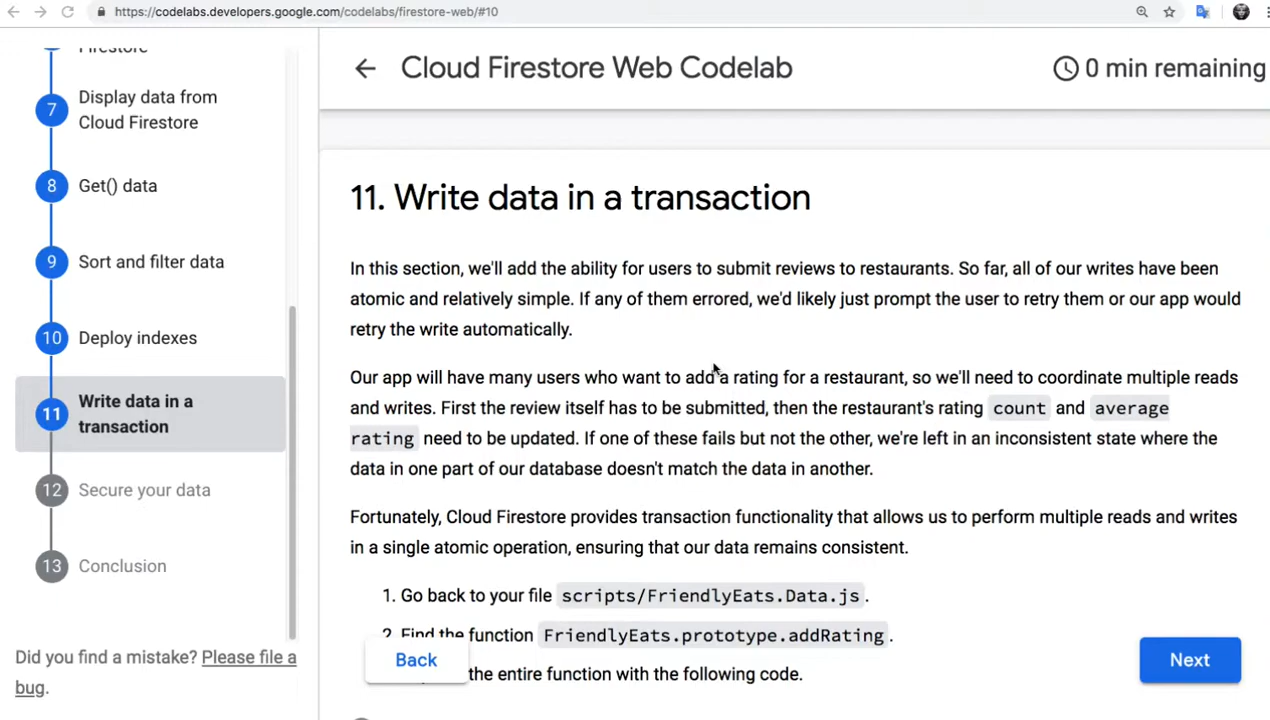 https://codelabs.developers.google.com/codelabs/firestore-web/#10
Firestore
7
Display data from
Cloud Firestore
8
Get() data
9
Sort and filter data
10
Deploy indexes
11
Write data in a
transaction
12
Secure your data
13
Conclusion
Did you find a mistake? Please file a
bug.
Cloud Firestore Web Codelab
0 min remaining
11. Write data in a transaction
In this section, we'll add the ability for users to submit reviews to restaurants. So far, all of our writes have been
atomic and relatively simple. If any of them errored, we'd likely just prompt the user to retry them or our app would
retry the write automatically.
Our app will have many users who want to add a rating for a restaurant, so we'll need to coordinate multiple reads
and writes. First the review itself has to be submitted, then the restaurant's rating count and average
rating need to be updated. If one of these fails but not the other, we're left in an inconsistent state where the
data in one part of our database doesn't match the data in another.
Fortunately, Cloud Firestore provides transaction functionality that allows us to perform multiple reads and writes
in a single atomic operation, ensuring that our data remains consistent.
1. Go back to your file scripts/FriendlyEats.Data.js.
2. Find the function FriendlyEats.prototype.addRating.
the entire function with the following code.
Back
Next